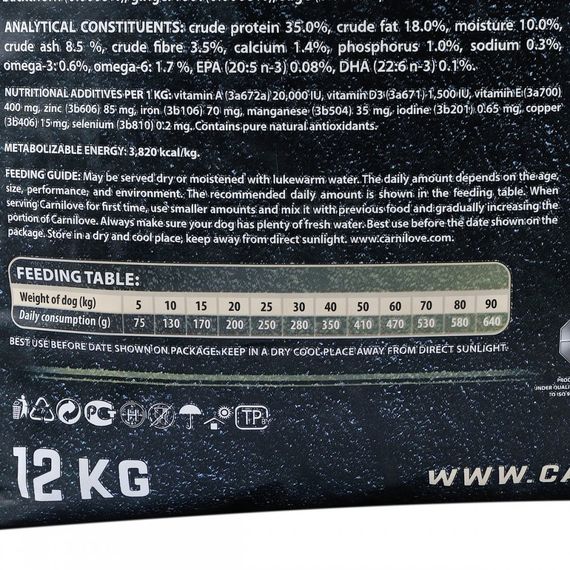 ANALYTICAL CONSTITUENTS: crude protein 35.0%, crude fat 18.0%, moisture 10.0%,
crude ash 8.5 %, crude fibre 3.5%, calcium 1.4%, phosphorus 1.0%, sodium 0.3%,
omega-3: 0.6%, omega-6: 1.7 %, EPA (20:5 n-3) 0.08%, DHA (22:6 n-3) 0.1%.
NUTRITIONAL ADDITIVES PER 1 KG: vitamin A (3a672a) 20,000 IU, vitamin D3 (3a671) 1,500 IU, vitamin E (3a700)
400 mg, zinc (3b606) 85 mg, iron (3b106) 70 mg, manganese (3b504) 35 mg, iodine (3b201) 0.65 mg, copper
(3b406) 15 mg, selenium (3b810) 0.2 mg. Contains pure natural antioxidants.
METABOLIZABLE ENERGY: 3,820 kcal/kg.
FEEDING GUIDE: May be served dry or moistened with lukewarm water. The daily amount depends on the age,
size, performance, and environment. The recommended daily amount is shown in the feeding table. When
serving Carnilove for first time, use smaller amounts and mix it with previous food and gradually increasing the
portion of Carnilove. Always make sure your dog has plenty of fresh water. Best use before the date shown on the
package. Store in a dry and cool place, keep away from direct sunlight. www.carnilove.com.
FEEDING TABLE:
Weight of dog (kg) 5 10 15 20 25 30 40 50 60 70 80 90
Daily consumption (g) 75 130 170 200 250 280 350 410 470 530 580 640
BEST USE BEFORE DATE SHOWN ON PACKAGE. KEEP IN A DRY COOL PLACE AWAY FROM DIRECT SUNLIGHT.
PROD
UNDER QUALI
TO ISO 9
PG H TP
12 KG
WWW.CA